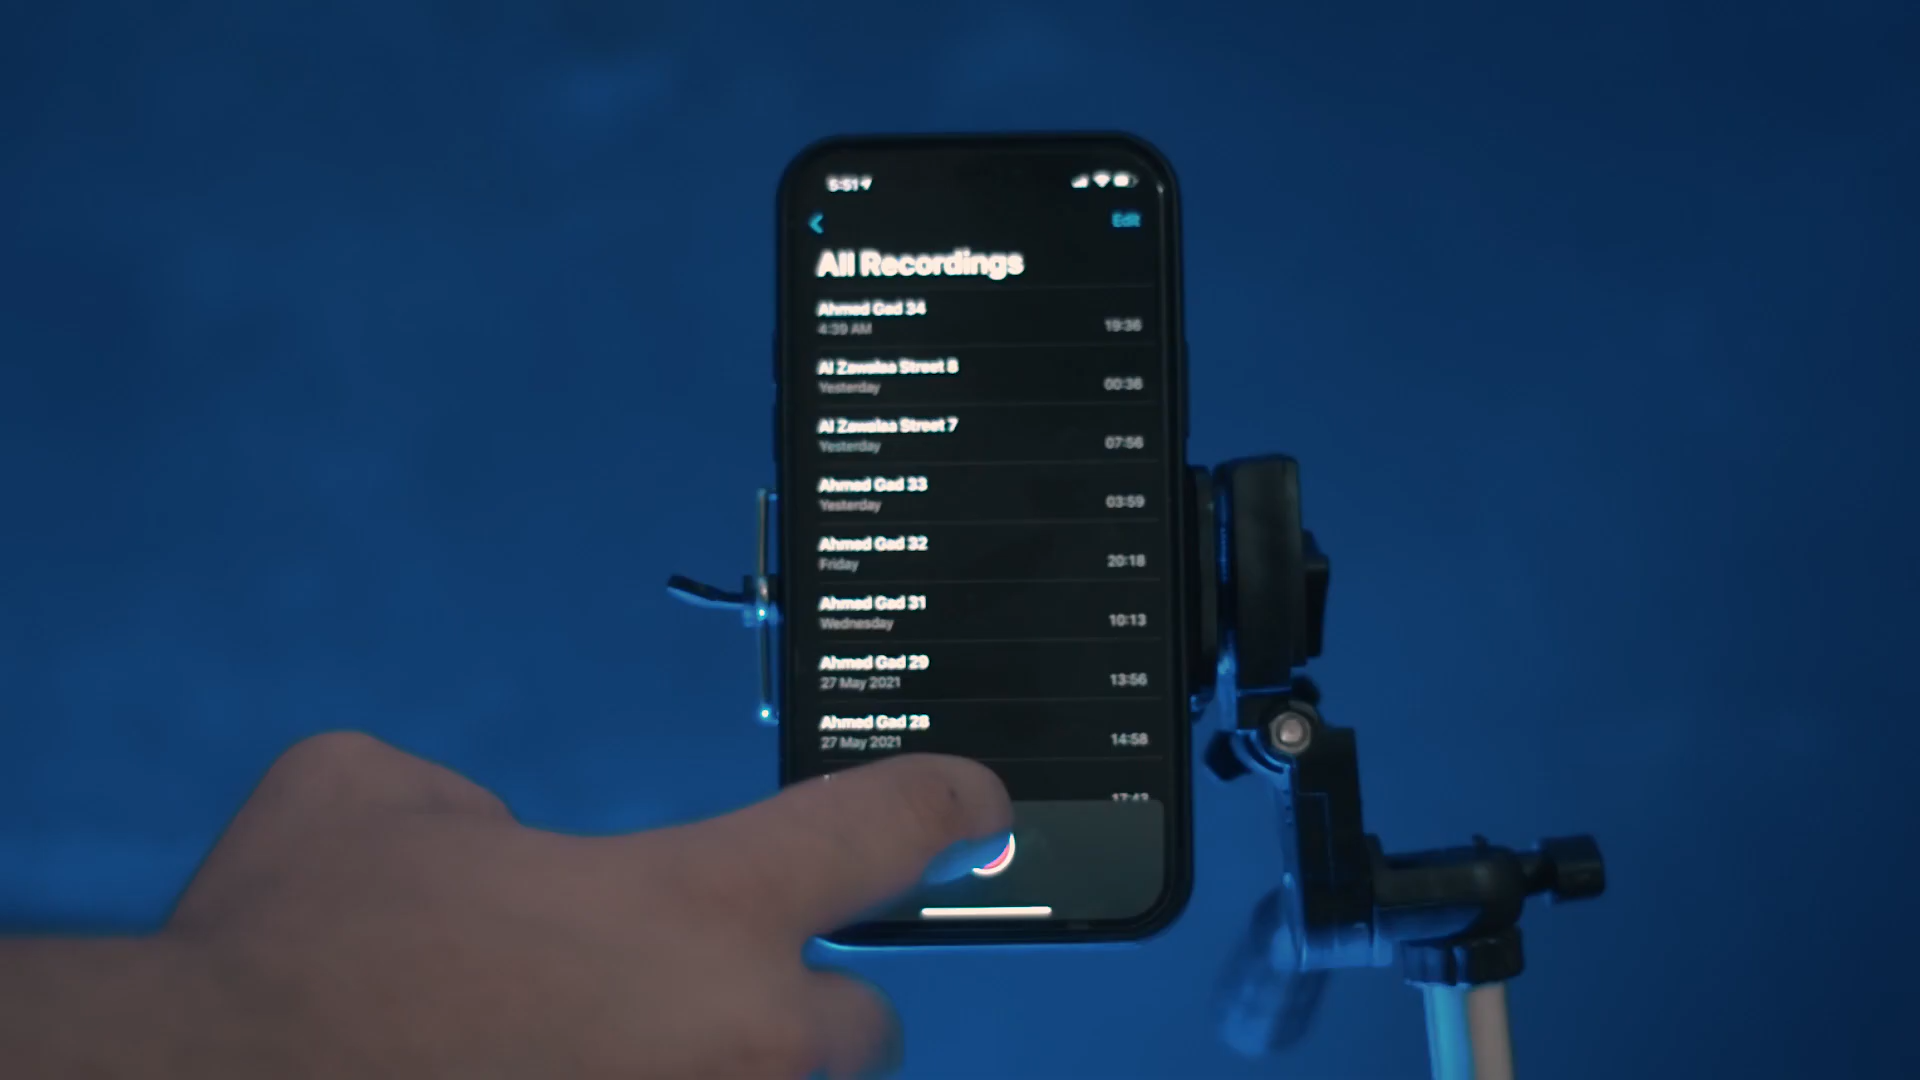 5:51
Edit
All Recordings
Ahmed Gad 34
4:39 AM
19:36
Al Zawalaa Street 8
Yesterday
00:36
Al Zawalaa Street 7
Yesterday
07:56
Ahmed Gad 33
Yesterday
03:59
Ahmed Gad 32
Friday
20:18
Ahmed Gad 31
Wednesday
10:13
Ahmed Gad 29
27 May 2021
13:56
Ahmed Gad 28
27 May 2021
14:58